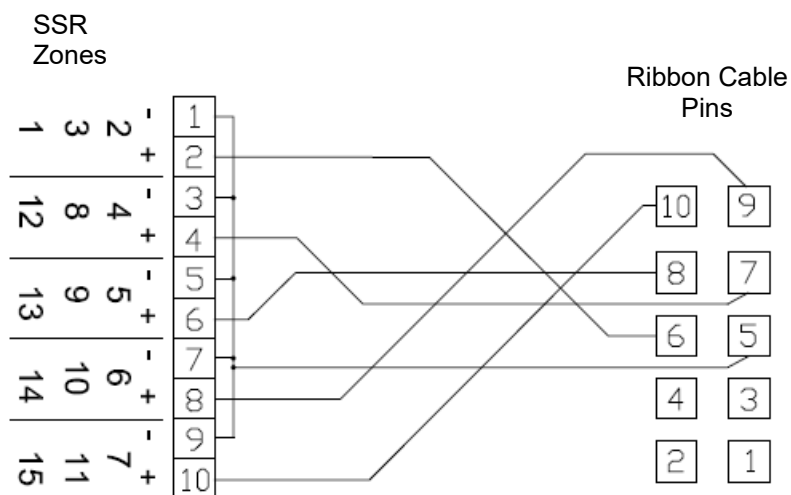 SSR
Zones
Ribbon Cable
Pins
1 3 2 -
+
1
2
12 8 4 -
+
3
4
13 9 5 -
+
5
6
14 10 6 -
+
7
8
15 11 7 -
+
9
10
10 9
8 7
6 5
4 3
2 1